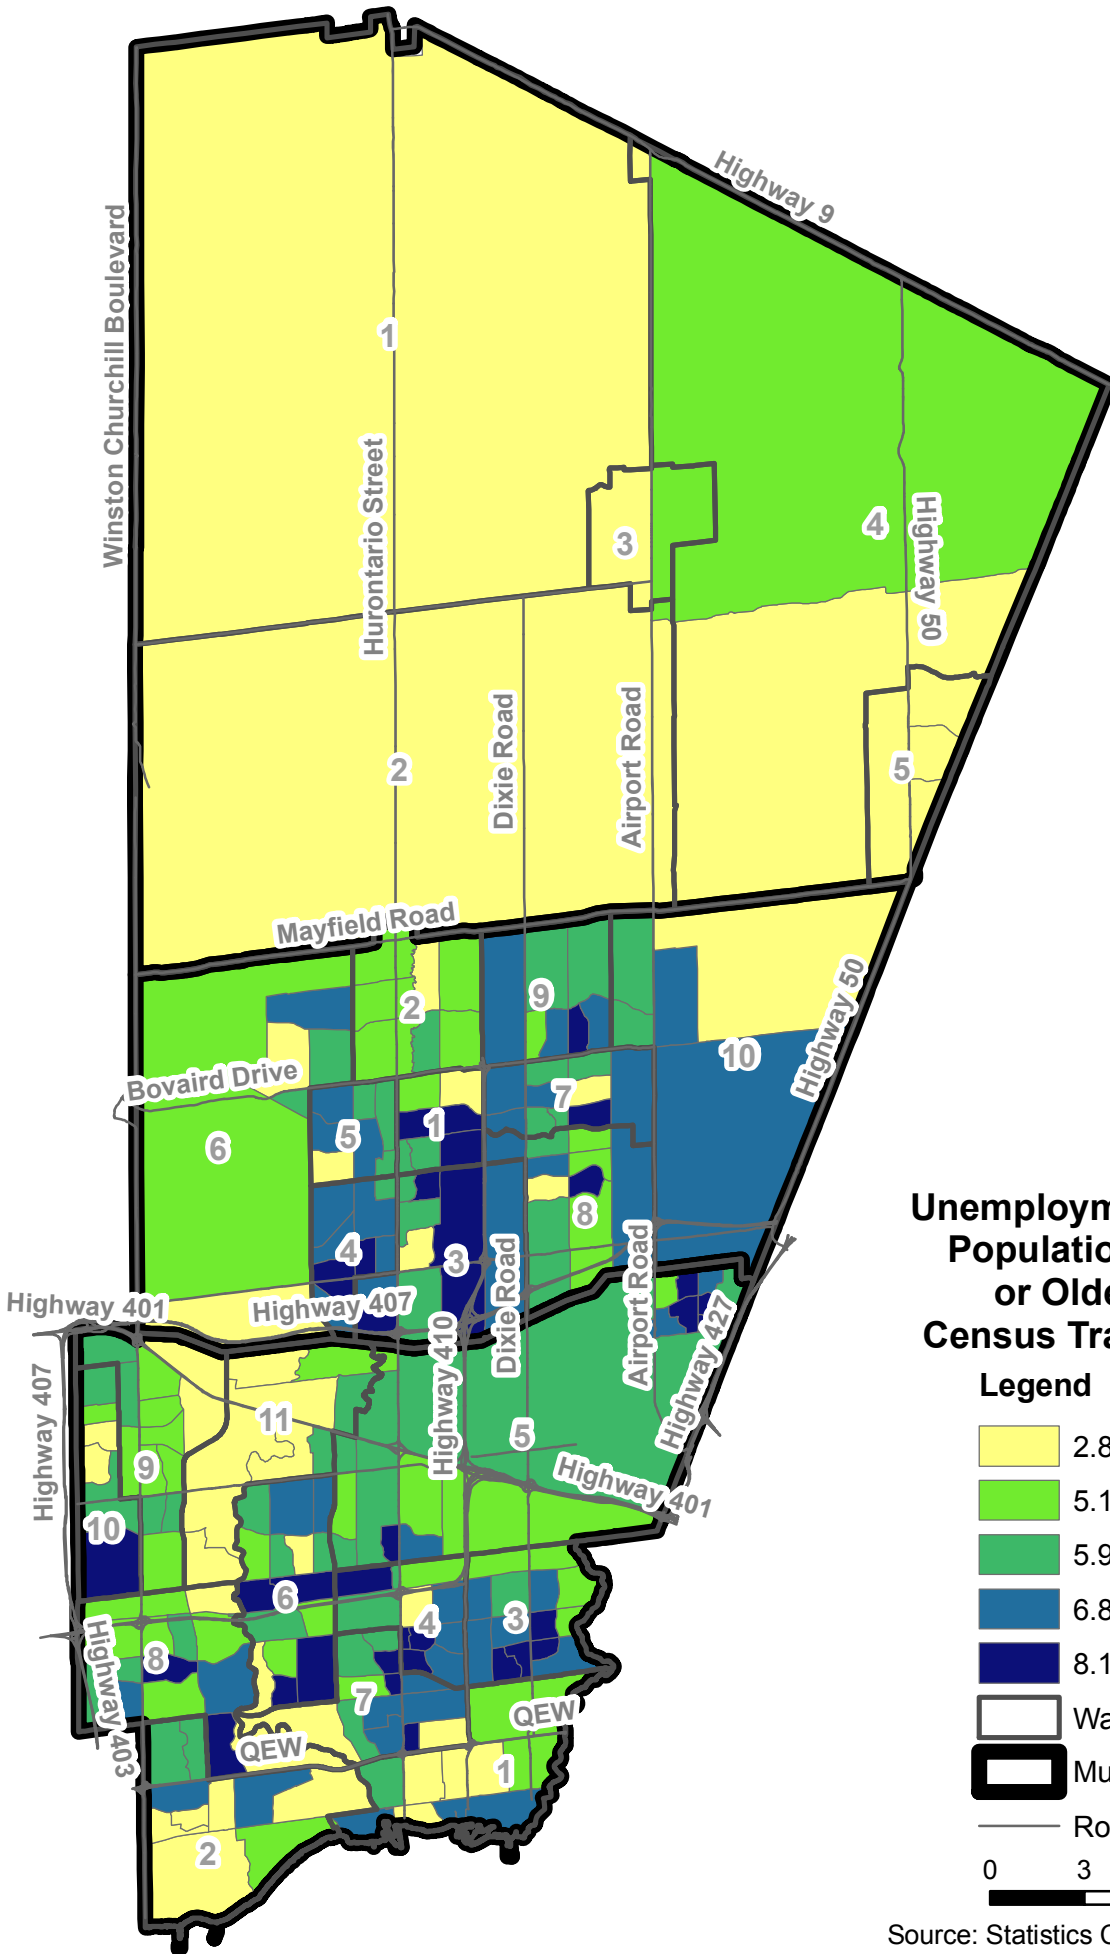 Highway 9
Winston Churchill Boulevard
1
Hurontario Street
3
4
Highway 50
2
Dixie Road
Airport Road
5
Mayfield Road
2
9
10
Highway 50
Bovaird Drive
6
5
1
7
8
4
3
Dixie Road
Airport Road
Highway 401
Highway 407
Highway 410
Highway 427
Highway 407
11
5
9
Highway 401
10
6
4
3
8
7
Highway 403
QEW
QEW
1
2
Unemploym
Populatio
or Olde
Census Tra
Legend
2.8
5.1
5.9
6.8
8.1
Wa
Mu
Ro
0 3
Source: Statistics C